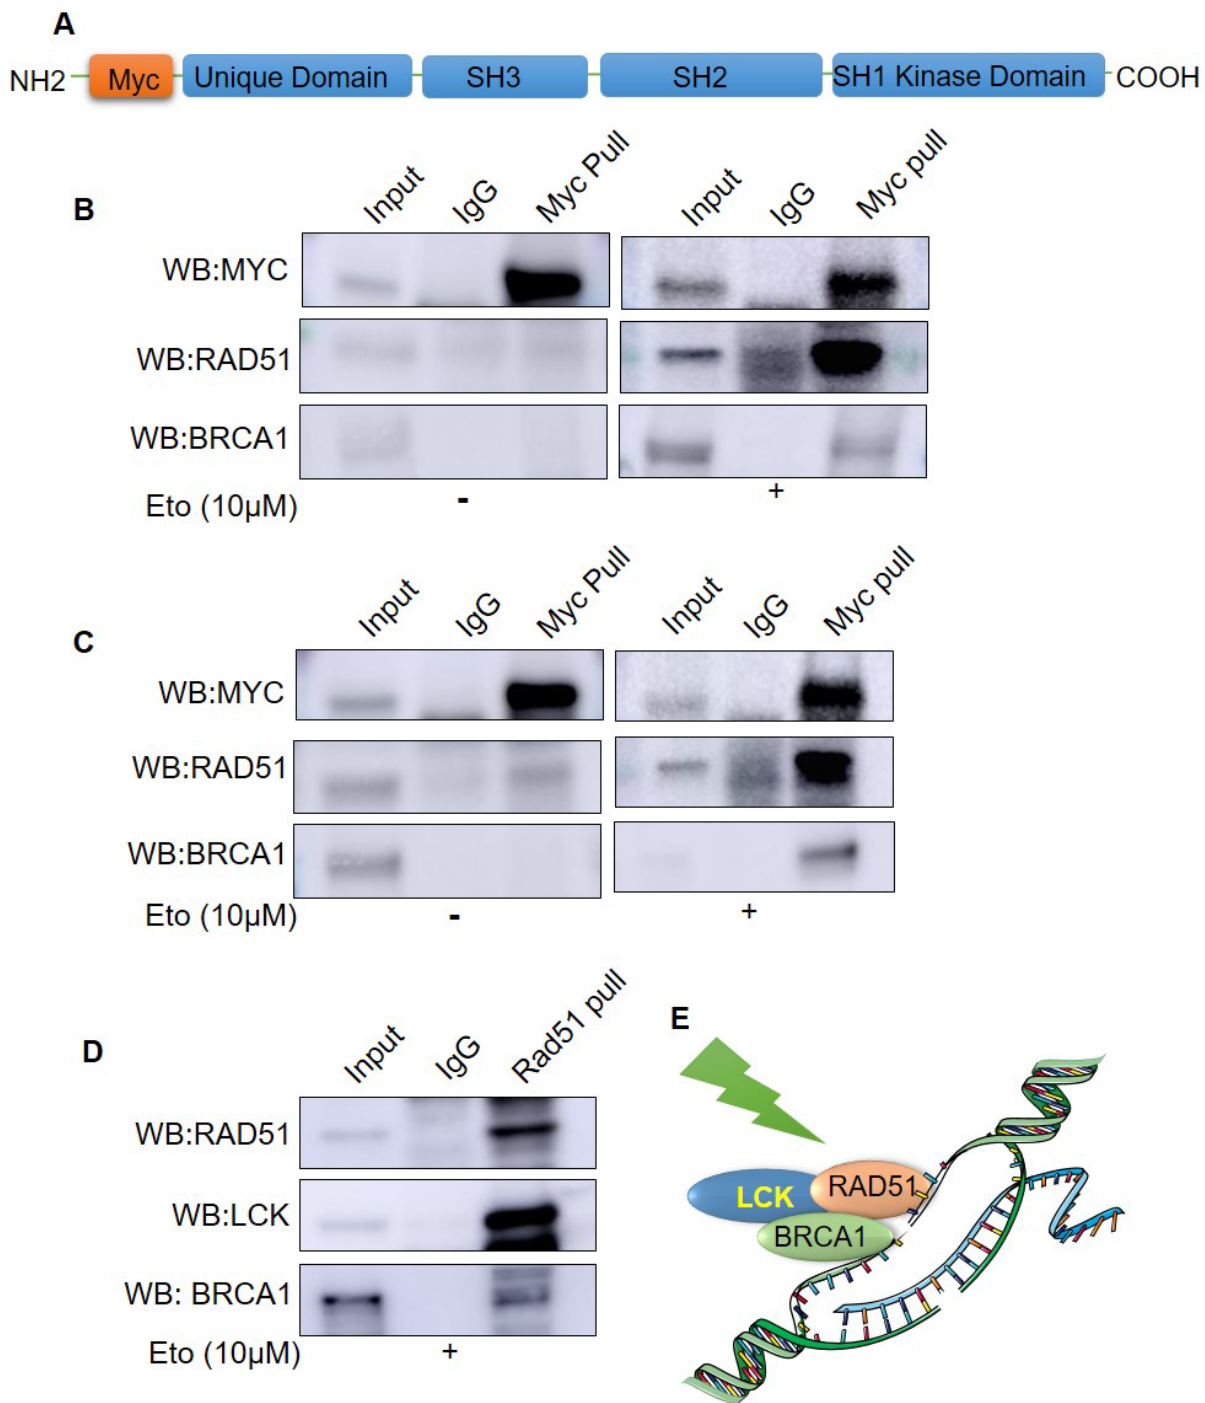 A
NH2 Myc Unique Domain SH3 SH2 SH1 Kinase Domain COOH
B
Input IgG Myc Pull Input IgG Myc pull
WB:MYC
WB:RAD51
WB:BRCA1
Eto (10µM) - +
C
Input IgG Myc Pull Input IgG Myc pull
WB:MYC
WB:RAD51
WB:BRCA1
Eto (10µM) - +
D
Input IgG Rad51 pull
WB:RAD51
WB:LCK
WB: BRCA1
Eto (10µM) +
E
LCK RAD51
BRCA1